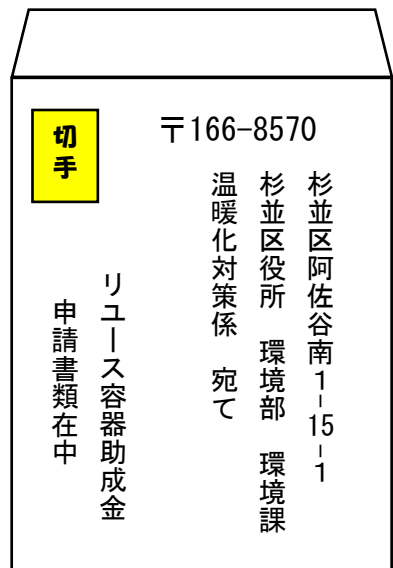 切手
〒166-8570
杉並区阿佐谷南1-15-1
杉並区役所 環境部 環境課
温暖化対策係 宛て
リユース容器助成金
申請書類在中